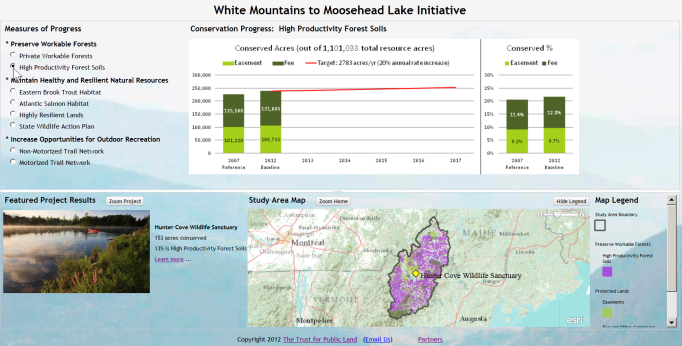 White Mountains to Moosehead Lake Initiative
Measures of Progress
* Preserve Workable Forests
Private Workable Forests
High Productivity Forest Soils
* Maintain Healthy and Resilient Natural Resources
Eastern Brook Trout Habitat
Atlantic Salmon Habitat
Highly Resilient Lands
State Wildlife Action Plan
* Increase Opportunities for Outdoor Recreation
Non-Motorized Trail Network
Motorized Trail Network
Conservation Progress: High Productivity Forest Soils
Conserved Acres (out of 1,101,033 total resource acres)
Easement Fee Target: 2783 acres/yr (20% annual rate increase)
300,000
250,000
200,000
150,000
100,000
50,000
0
125,560 131,665
101,228 106,732
2007 2012 2013 2014 2015 2016 2017
Reference Baseline
Conserved %
Easement Fee
30%
25%
20%
15%
10%
5%
0%
11.4% 12.0%
9.2% 9.7%
2007 2012
Reference Baseline
Featured Project Results Zoom Project
Hunter Cove Wildlife Sanctuary
153 acres conserved
135 is High Productivity Forest Soils
Learn more ...
Study Area Map Zoom Home Hide Legend
Montreal
Sherbrooke
MAINE
Millinocket
Lincoln
Hunter Cove Wildlife Sanctuary
Bangor
Plattsburgh
VERMONT
Montpelier
Augusta
esri
Map Legend
Study Area Boundary
Preserve Workable Forests
High Productivity Forest
Soils
Protected Lands
Easements
Copyright 2012 The Trust for Public Land (Email Us) Partners